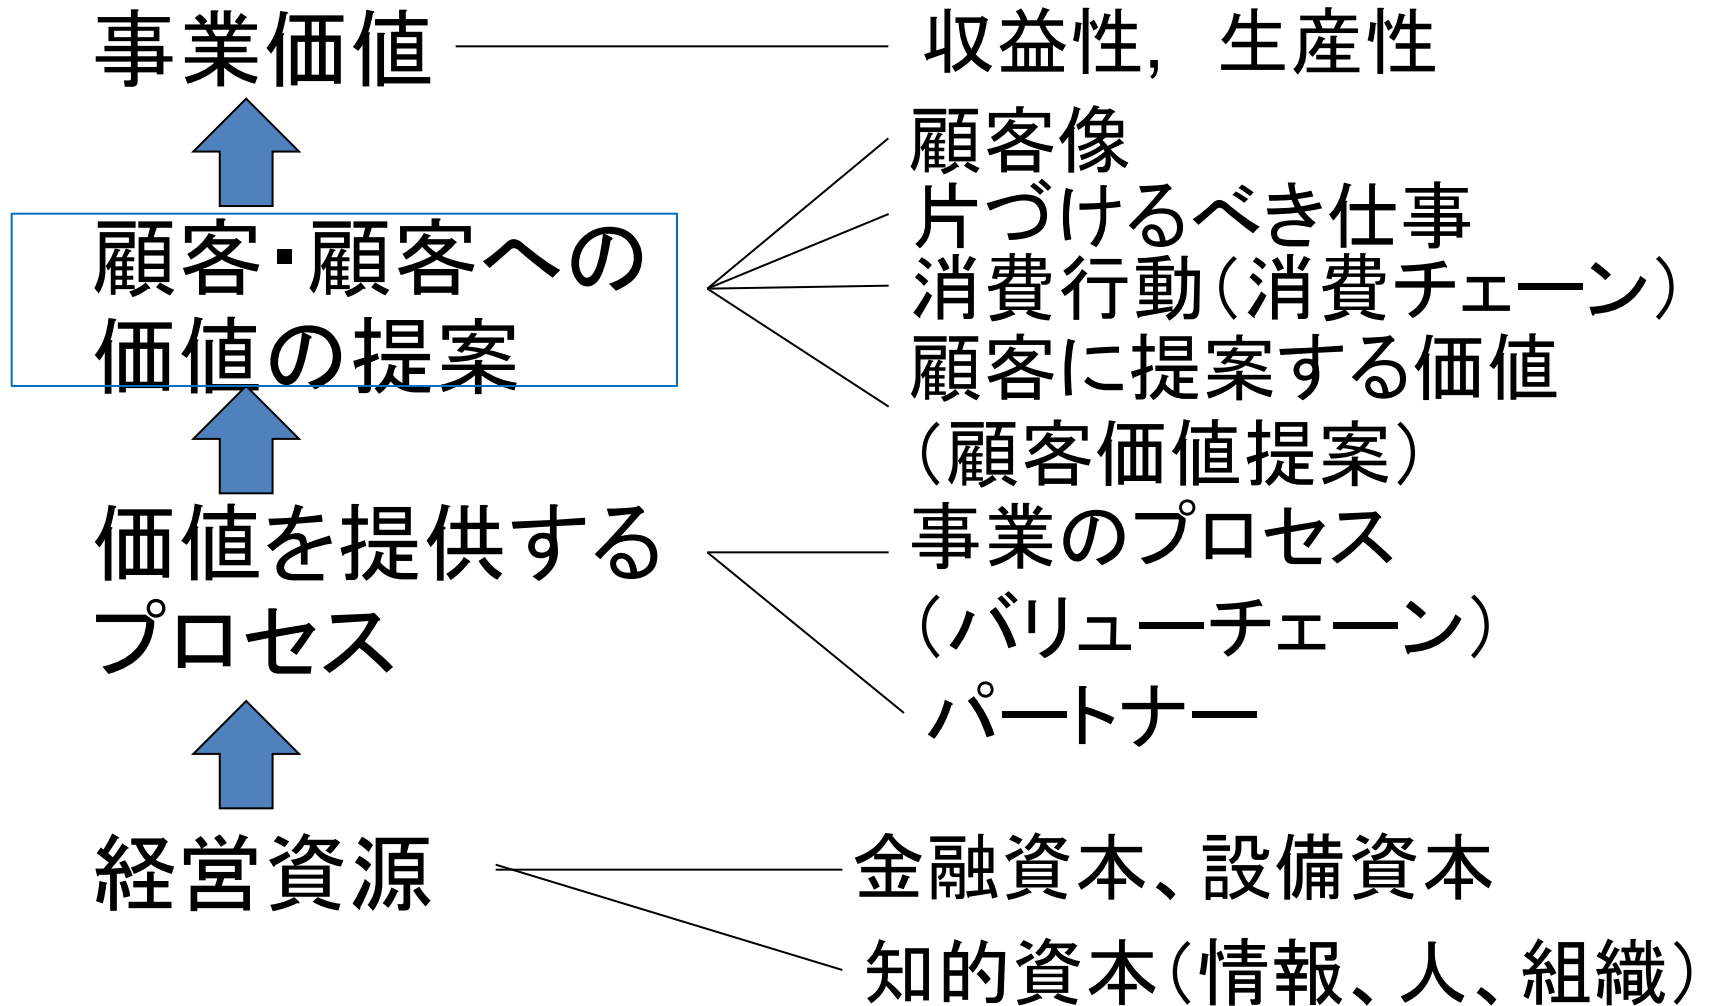 事業価値
収益性，生産性
顧客・顧客への
価値の提案
顧客像
片づけるべき仕事
消費行動（消費チェーン）
顧客に提案する価値
（顧客価値提案）
価値を提供する
プロセス
事業のプロセス
（バリューチェーン）
パートナー
経営資源
金融資本、設備資本
知的資本（情報、人、組織）